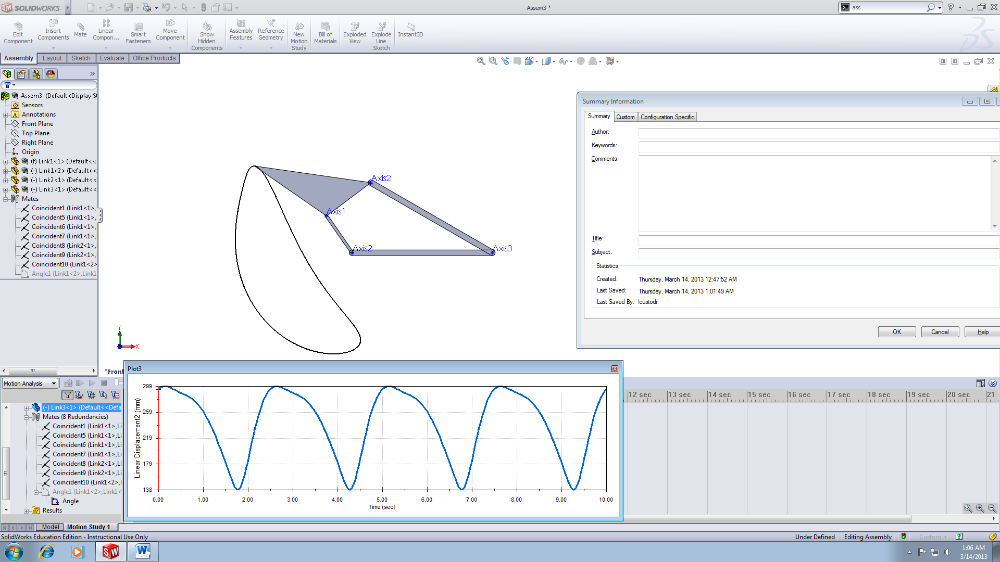 SOLIDWORKS
Assem3 *
ass
Edit Component
Insert Components
Mate
Linear Compon...
Smart Fasteners
Move Component
Show Hidden Components
Assembly Features
Reference Geometry
New Motion Study
Bill of Materials
Exploded View
Explode Line Sketch
Instant3D
Assembly Layout Sketch Evaluate Office Products
Assem3 (Default<Display St
Sensors
Annotations
Front Plane
Top Plane
Right Plane
Origin
(f) Link1<1> (Default<<
(-) Link1<2> (Default<<
(-) Link2<1> (Default<<
(-) Link3<1> (Default<<
Mates
Coincident1 (Link1<1>,
Coincident5 (Link1<1>,
Coincident6 (Link1<1>,
Coincident7 (Link1<1>,
Coincident8 (Link2<1>,
Coincident9 (Link2<1>,
Coincident10 (Link1<2>
Angle1 (Link1<2>,Link1
Axis2
Axis1
Axis2
Axis3
Y
X
*Front
Summary Information
Summary Custom Configuration Specific
Author:
Keywords:
Comments:
Title:
Subject:
Statistics
Created: Thursday, March 14, 2013 12:47:52 AM
Last Saved: Thursday, March 14, 2013 1:01:49 AM
Last Saved By: lcustodi
OK Cancel Help
Motion Analysis
(-) Link3<1> (Default<<Defa
Mates (8 Redundancies)
Coincident1 (Link1<1>,Li
Coincident5 (Link1<1>,Li
Coincident6 (Link1<1>,Li
Coincident7 (Link1<1>,Li
Coincident8 (Link2<1>,Li
Coincident9 (Link2<1>,Li
Coincident10 (Link1<2>,
Angle1 (Link1<2>,Link1<
Angle
Results
Plot3
Linear Displacement2 (mm)
299
259
219
179
138
0.00 1.00 2.00 3.00 4.00 5.00 6.00 7.00 8.00 9.00 10.00
Time (sec)
12 sec 13 sec 14 sec 15 sec 16 sec 17 sec 18 sec 19 sec 20 sec 21
Model Motion Study 1
SolidWorks Education Edition - Instructional Use Only
Under Defined Editing Assembly Custom
1:06 AM
3/14/2013